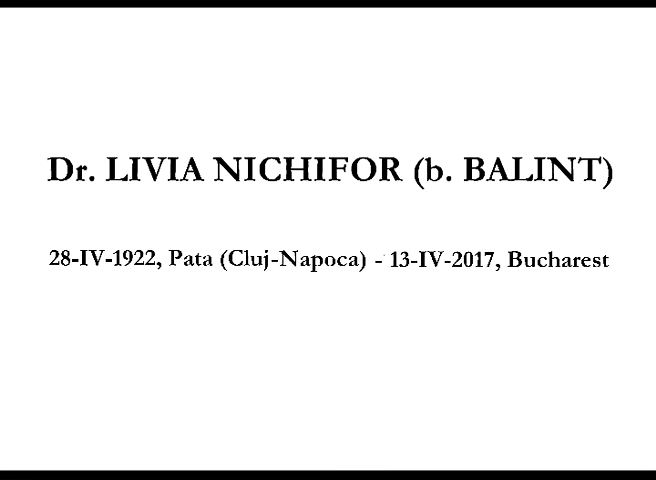 Dr. LIVIA NICHIFOR (b. BALINT)
28-IV-1922, Pata (Cluj-Napoca) - 13-IV-2017, Bucharest